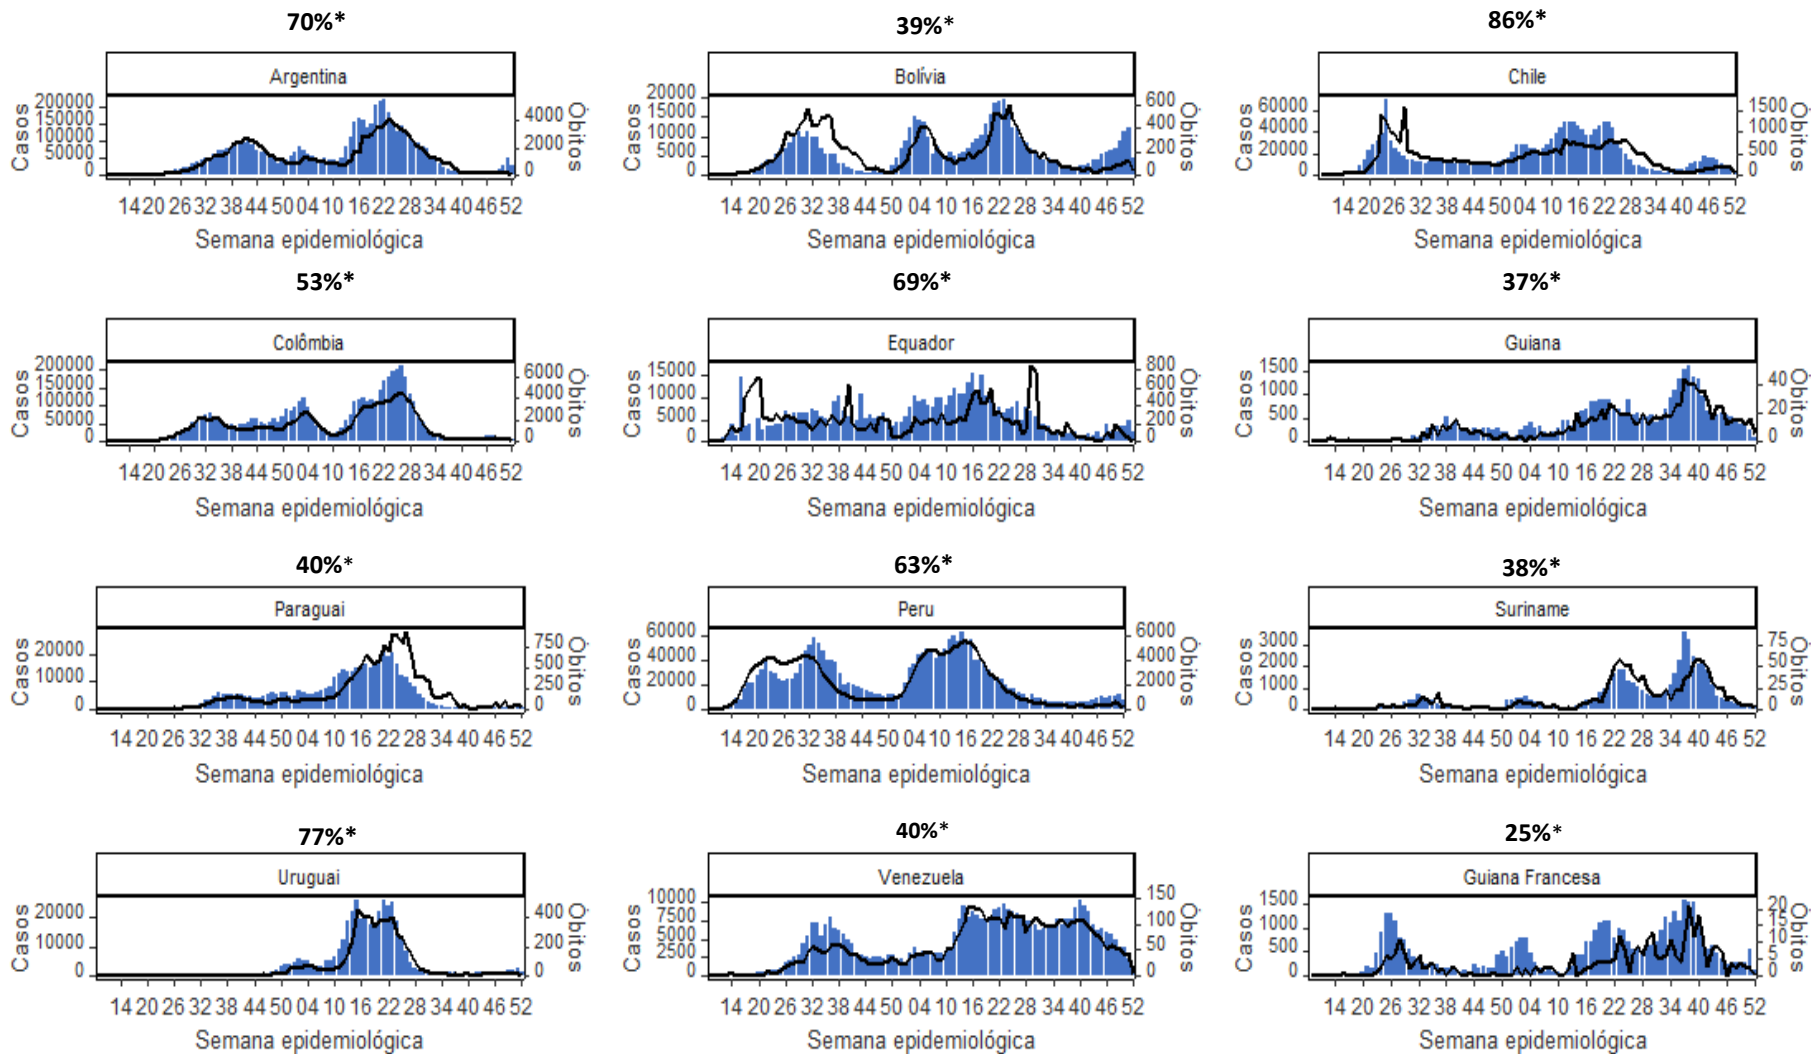 70%*
39%*
86%*
Argentina
Bolívia
Chile
Casos
200000
150000
100000
50000
0
4000
2000
0
Óbitos
14 20 26 32 38 44 50 04 10 16 22 28 34 40 46 52
Semana epidemiológica
Casos
20000
15000
10000
5000
0
600
400
200
0
Óbitos
14 20 26 32 38 44 50 04 10 16 22 28 34 40 46 52
Semana epidemiológica
Casos
60000
40000
20000
0
1500
1000
500
0
Óbitos
14 20 26 32 38 44 50 04 10 16 22 28 34 40 46 52
Semana epidemiológica
53%*
69%*
37%*
Colômbia
Equador
Guiana
Casos
200000
150000
100000
50000
0
6000
4000
2000
0
Óbitos
14 20 26 32 38 44 50 04 10 16 22 28 34 40 46 52
Semana epidemiológica
Casos
15000
10000
5000
0
800
600
400
200
0
Óbitos
14 20 26 32 38 44 50 04 10 16 22 28 34 40 46 52
Semana epidemiológica
Casos
1500
1000
500
0
40
20
0
Óbitos
14 20 26 32 38 44 50 04 10 16 22 28 34 40 46 52
Semana epidemiológica
40%*
63%*
38%*
Paraguai
Peru
Suriname
Casos
20000
10000
0
750
500
250
0
Óbitos
14 20 26 32 38 44 50 04 10 16 22 28 34 40 46 52
Semana epidemiológica
Casos
60000
40000
20000
0
6000
4000
2000
0
Óbitos
14 20 26 32 38 44 50 04 10 16 22 28 34 40 46 52
Semana epidemiológica
Casos
3000
2000
1000
0
75
50
25
0
Óbitos
14 20 26 32 38 44 50 04 10 16 22 28 34 40 46 52
Semana epidemiológica
77%*
40%*
25%*
Uruguai
Venezuela
Guiana Francesa
Casos
20000
10000
0
400
200
0
Óbitos
14 20 26 32 38 44 50 04 10 16 22 28 34 40 46 52
Semana epidemiológica
Casos
10000
7500
5000
2500
0
150
100
50
0
Óbitos
14 20 26 32 38 44 50 04 10 16 22 28 34 40 46 52
Semana epidemiológica
Casos
1500
1000
500
0
20
15
10
5
0
Óbitos
14 20 26 32 38 44 50 04 10 16 22 28 34 40 46 52
Semana epidemiológica